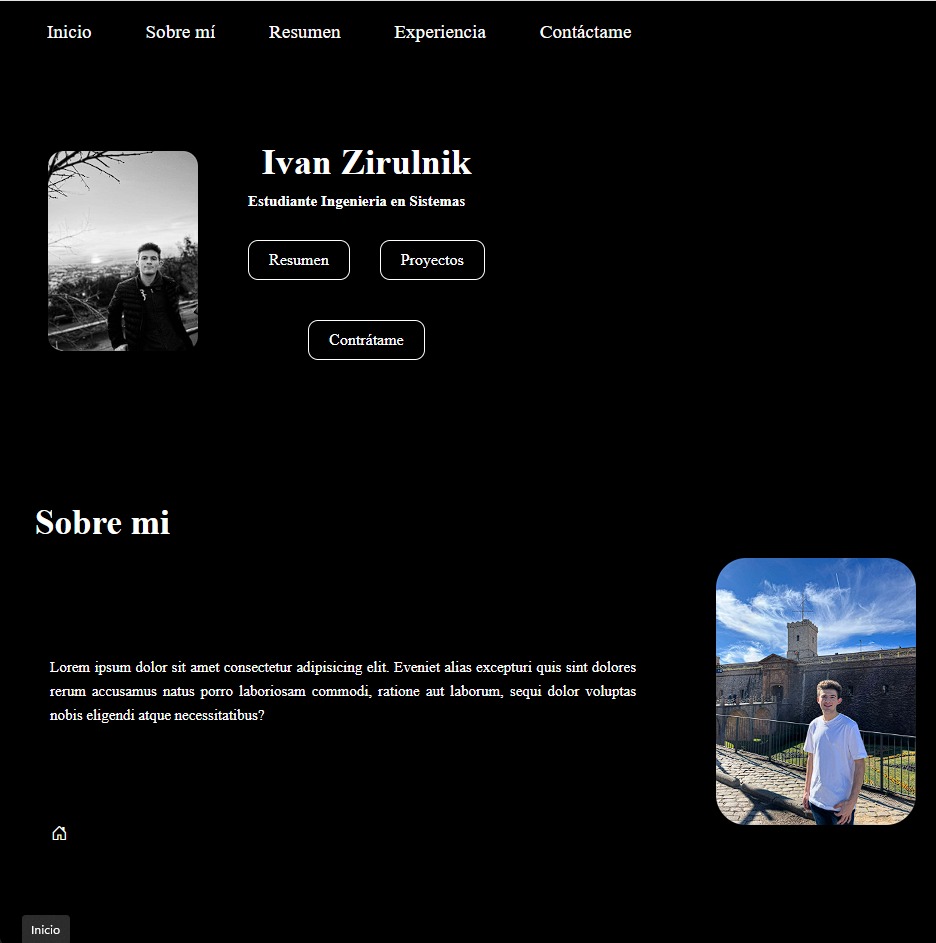 Inicio Sobre mí Resumen Experiencia Contáctame
Ivan Zirulnik
Estudiante Ingenieria en Sistemas
Resumen Proyectos
Contrátame
Sobre mi
Lorem ipsum dolor sit amet consectetur adipisicing elit. Eveniet alias excepturi quis sint dolores
rerum accusamus natus porro laboriosam commodi, ratione aut laborum, sequi dolor voluptas
nobis eligendi atque necessitatibus?
Inicio